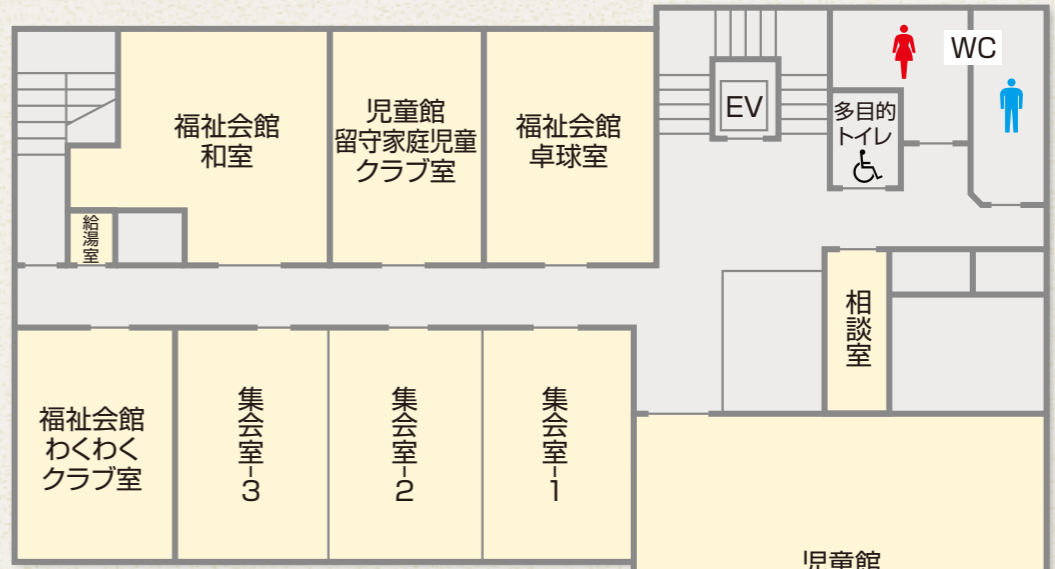 福祉会館
和室
児童館
留守家庭児童
クラブ室
福祉会館
卓球室
EV
WC
多目的
トイレ
給湯室
相談室
福祉会館
わくわく
クラブ室
集会室-3
集会室-2
集会室-1
児童館